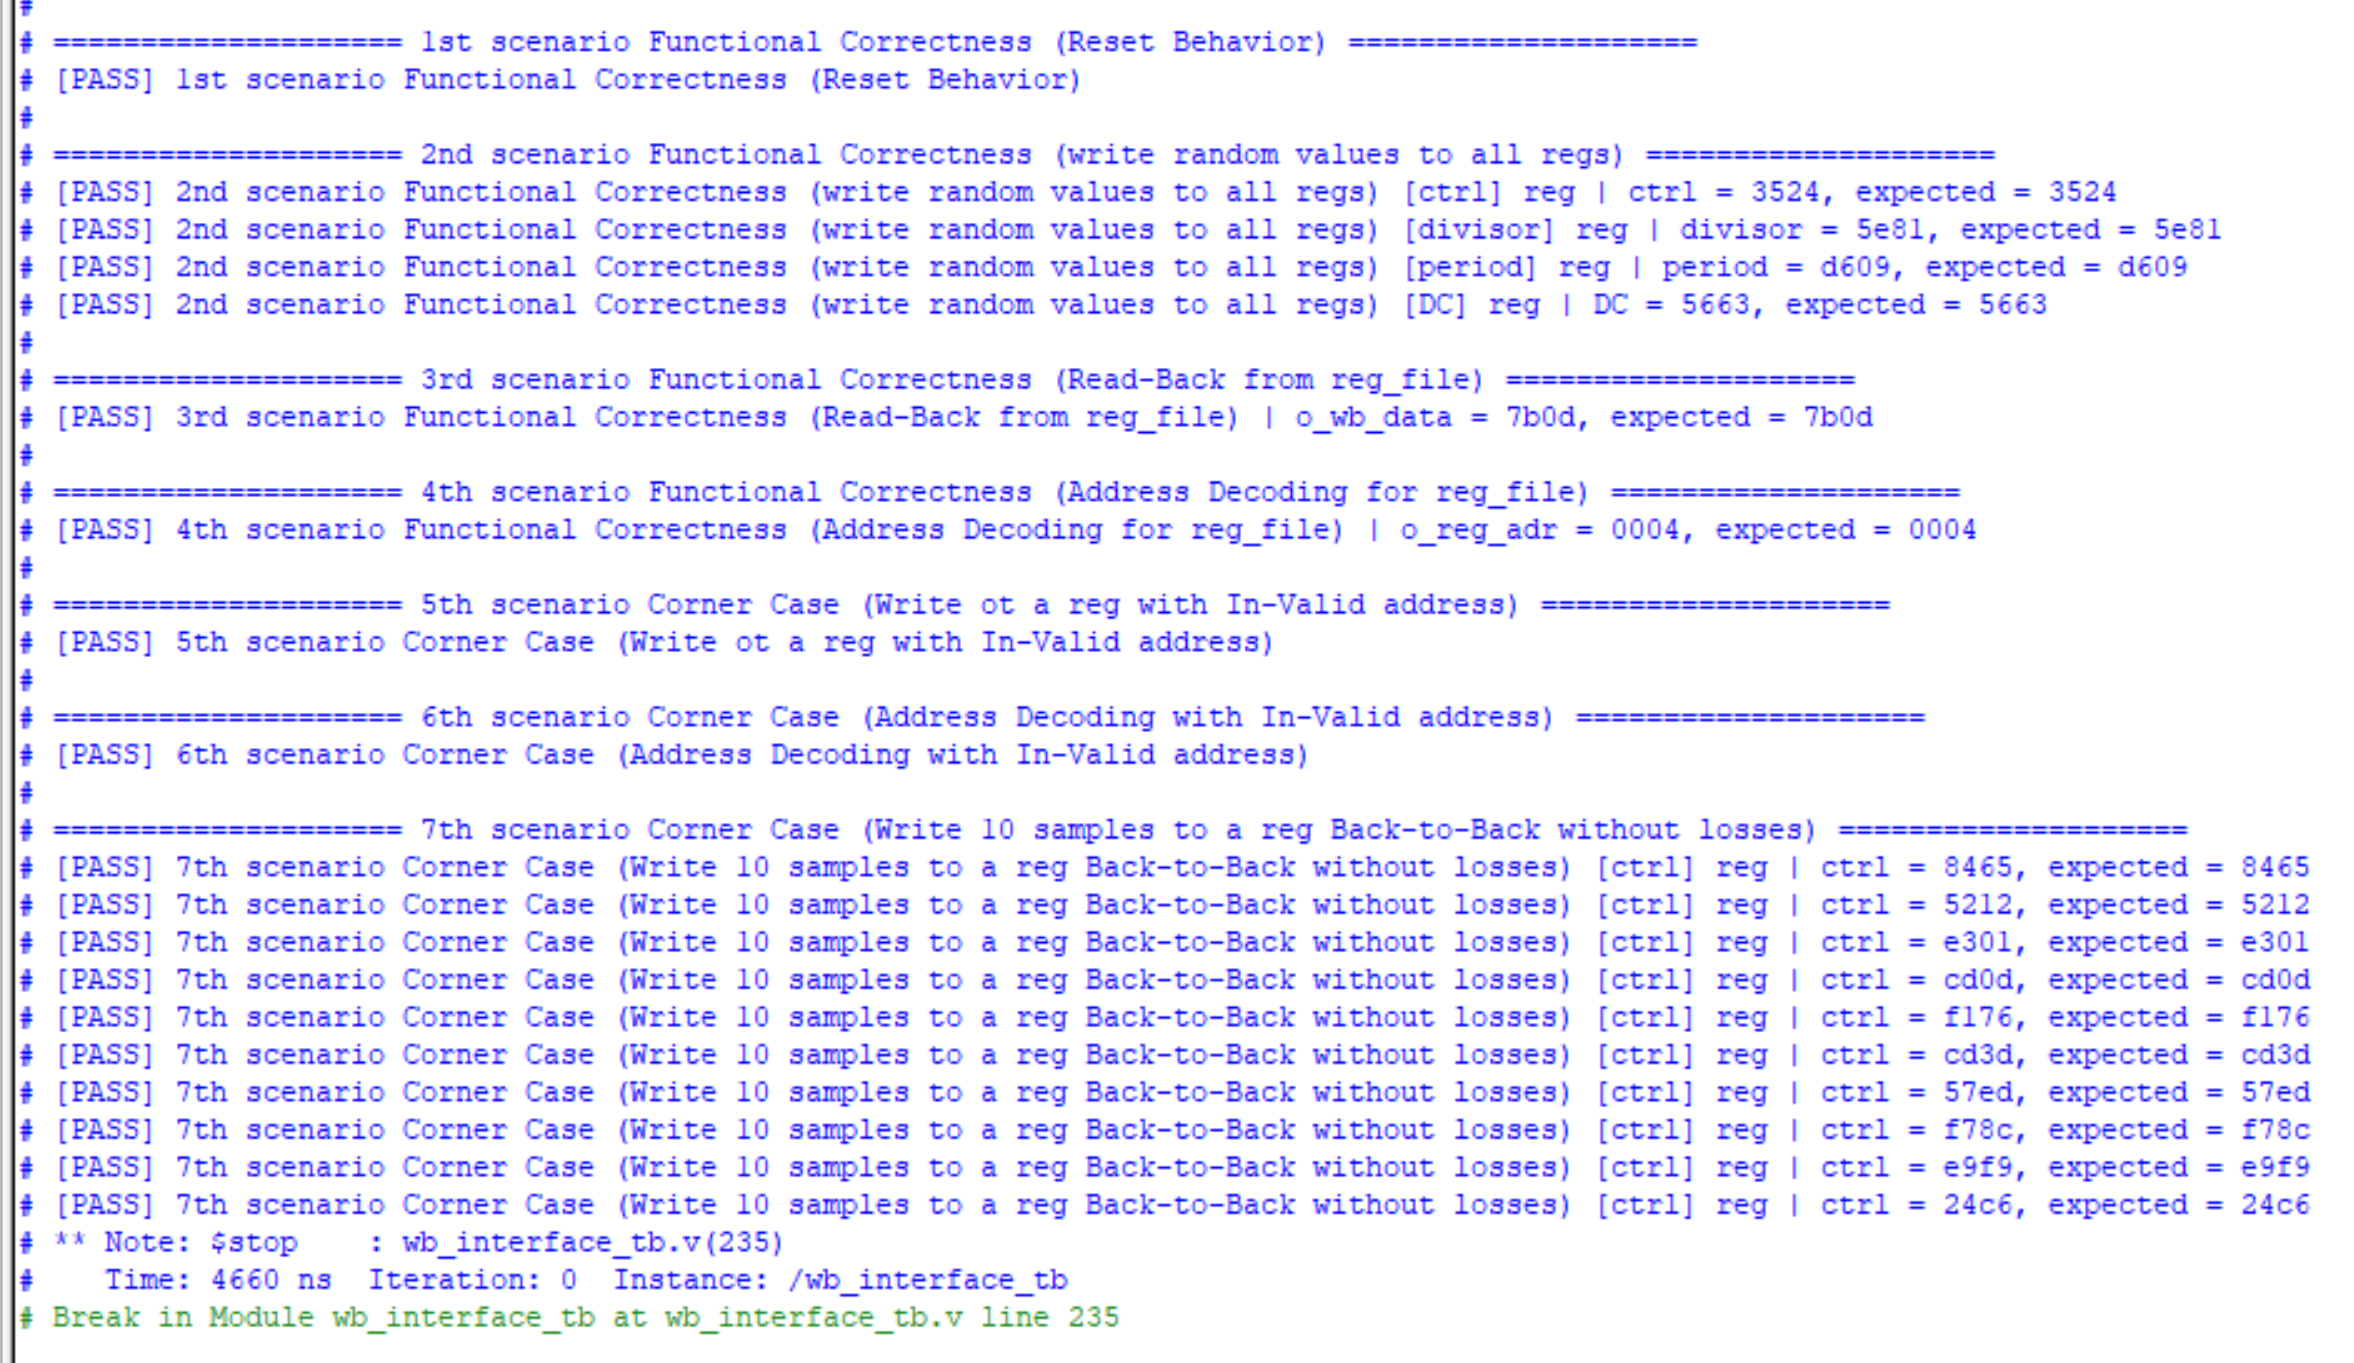 #
# ==================== 1st scenario Functional Correctness (Reset Behavior) ====================
# [PASS] 1st scenario Functional Correctness (Reset Behavior)
#
# ==================== 2nd scenario Functional Correctness (write random values to all regs) ====================
# [PASS] 2nd scenario Functional Correctness (write random values to all regs) [ctrl] reg | ctrl = 3524, expected = 3524
# [PASS] 2nd scenario Functional Correctness (write random values to all regs) [divisor] reg | divisor = 5e81, expected = 5e81
# [PASS] 2nd scenario Functional Correctness (write random values to all regs) [period] reg | period = d609, expected = d609
# [PASS] 2nd scenario Functional Correctness (write random values to all regs) [DC] reg | DC = 5663, expected = 5663
#
# ==================== 3rd scenario Functional Correctness (Read-Back from reg_file) ====================
# [PASS] 3rd scenario Functional Correctness (Read-Back from reg_file) | o_wb_data = 7b0d, expected = 7b0d
#
# ==================== 4th scenario Functional Correctness (Address Decoding for reg_file) ====================
# [PASS] 4th scenario Functional Correctness (Address Decoding for reg_file) | o_reg_adr = 0004, expected = 0004
#
# ==================== 5th scenario Corner Case (Write ot a reg with In-Valid address) ====================
# [PASS] 5th scenario Corner Case (Write ot a reg with In-Valid address)
#
# ==================== 6th scenario Corner Case (Address Decoding with In-Valid address) ====================
# [PASS] 6th scenario Corner Case (Address Decoding with In-Valid address)
#
# ==================== 7th scenario Corner Case (Write 10 samples to a reg Back-to-Back without losses) ====================
# [PASS] 7th scenario Corner Case (Write 10 samples to a reg Back-to-Back without losses) [ctrl] reg | ctrl = 8465, expected = 8465
# [PASS] 7th scenario Corner Case (Write 10 samples to a reg Back-to-Back without losses) [ctrl] reg | ctrl = 5212, expected = 5212
# [PASS] 7th scenario Corner Case (Write 10 samples to a reg Back-to-Back without losses) [ctrl] reg | ctrl = e301, expected = e301
# [PASS] 7th scenario Corner Case (Write 10 samples to a reg Back-to-Back without losses) [ctrl] reg | ctrl = cd0d, expected = cd0d
# [PASS] 7th scenario Corner Case (Write 10 samples to a reg Back-to-Back without losses) [ctrl] reg | ctrl = f176, expected = f176
# [PASS] 7th scenario Corner Case (Write 10 samples to a reg Back-to-Back without losses) [ctrl] reg | ctrl = cd3d, expected = cd3d
# [PASS] 7th scenario Corner Case (Write 10 samples to a reg Back-to-Back without losses) [ctrl] reg | ctrl = 57ed, expected = 57ed
# [PASS] 7th scenario Corner Case (Write 10 samples to a reg Back-to-Back without losses) [ctrl] reg | ctrl = f78c, expected = f78c
# [PASS] 7th scenario Corner Case (Write 10 samples to a reg Back-to-Back without losses) [ctrl] reg | ctrl = e9f9, expected = e9f9
# [PASS] 7th scenario Corner Case (Write 10 samples to a reg Back-to-Back without losses) [ctrl] reg | ctrl = 24c6, expected = 24c6
# ** Note: $stop    : wb_interface_tb.v(235)
#    Time: 4660 ns  Iteration: 0  Instance: /wb_interface_tb
# Break in Module wb_interface_tb at wb_interface_tb.v line 235